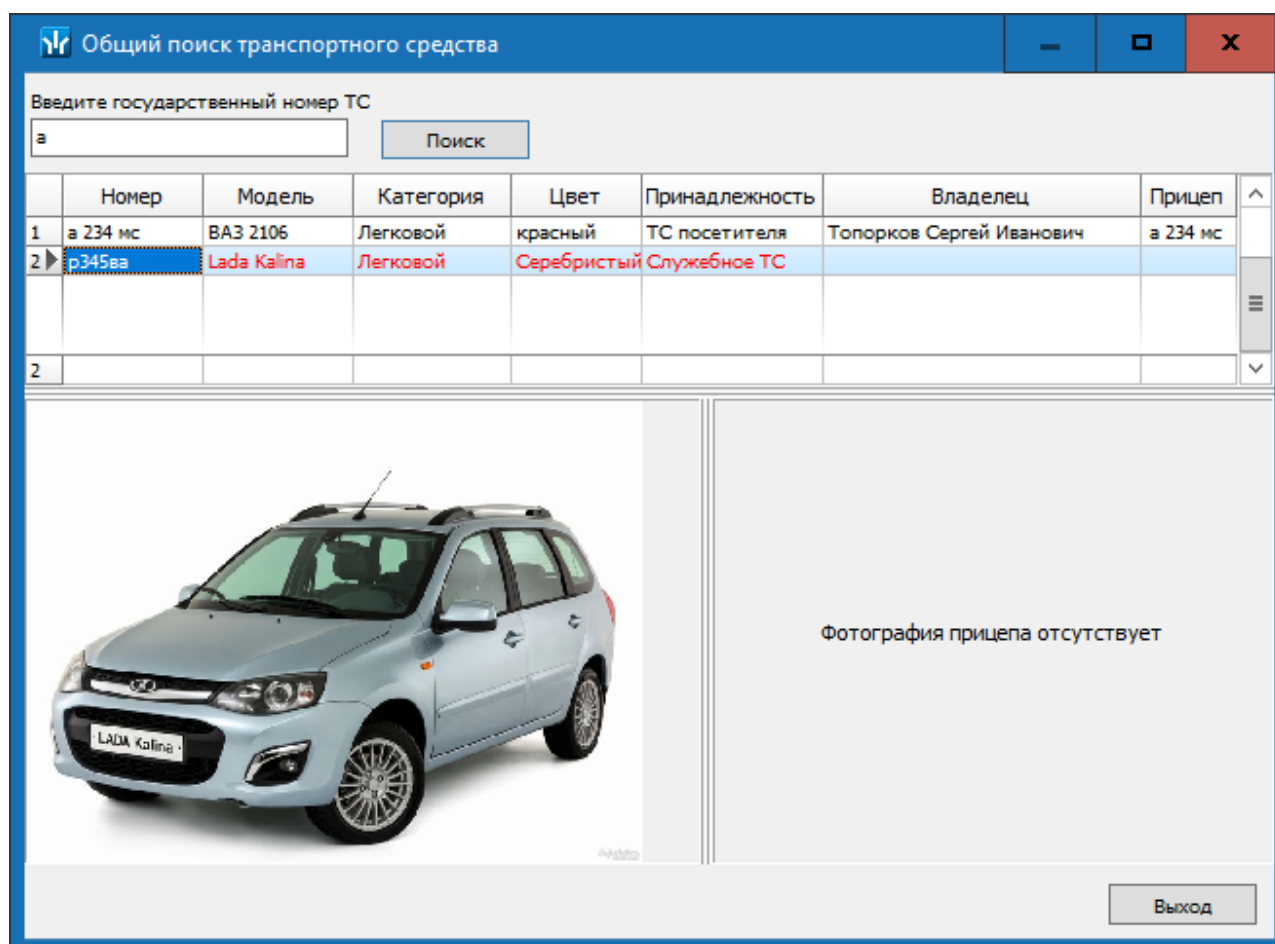 Общий поиск транспортного средства
Введите государственный номер ТС
а
Поиск
Номер Модель Категория Цвет Принадлежность Владелец Прицеп
1 а 234 мс ВАЗ 2106 Легковой красный ТС посетителя Топорков Сергей Иванович а 234 мс
2 р345ва Lada Kalina Легковой Серебристый Служебное ТС
2
LADA Kalina
Фотография прицепа отсутствует
Выход